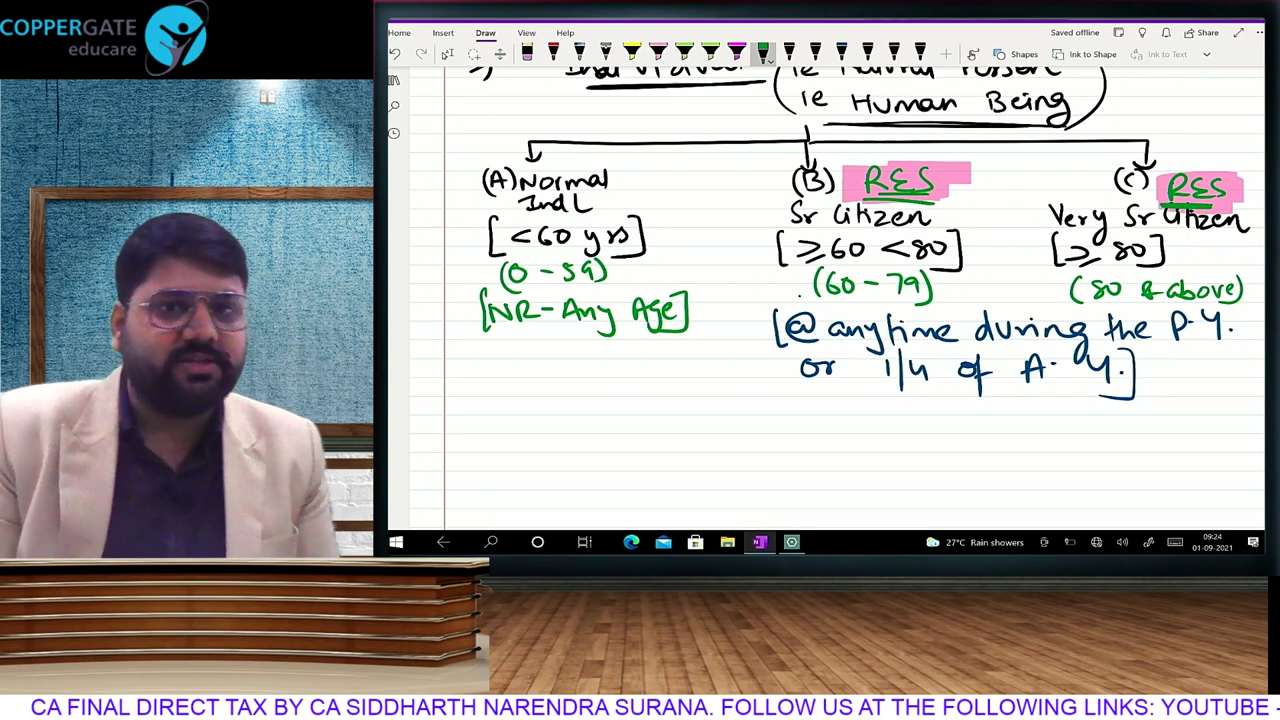 COPPERGATE
educare
Home Insert Draw View Help
Saved offline
Share
Shapes
Ink to Shape
Ink to Text
(ie Human Being)
(A) Normal
Ind L
[<60 yrs]
(0 - 59)
[NR-Any Age]
(B) RES
Sr Citizen
[≥60 <80]
(60 - 79)
(C) RES
Very Sr Citizen
[≥ 80]
(80 & above)
[@ anytime during the P.Y.
or 1/4 of A.Y.]
27°C Rain showers
09:24
01-09-2021
CA FINAL DIRECT TAX BY CA SIDDHARTH NARENDRA SURANA. FOLLOW US AT THE FOLLOWING LINKS: YOUTUBE -